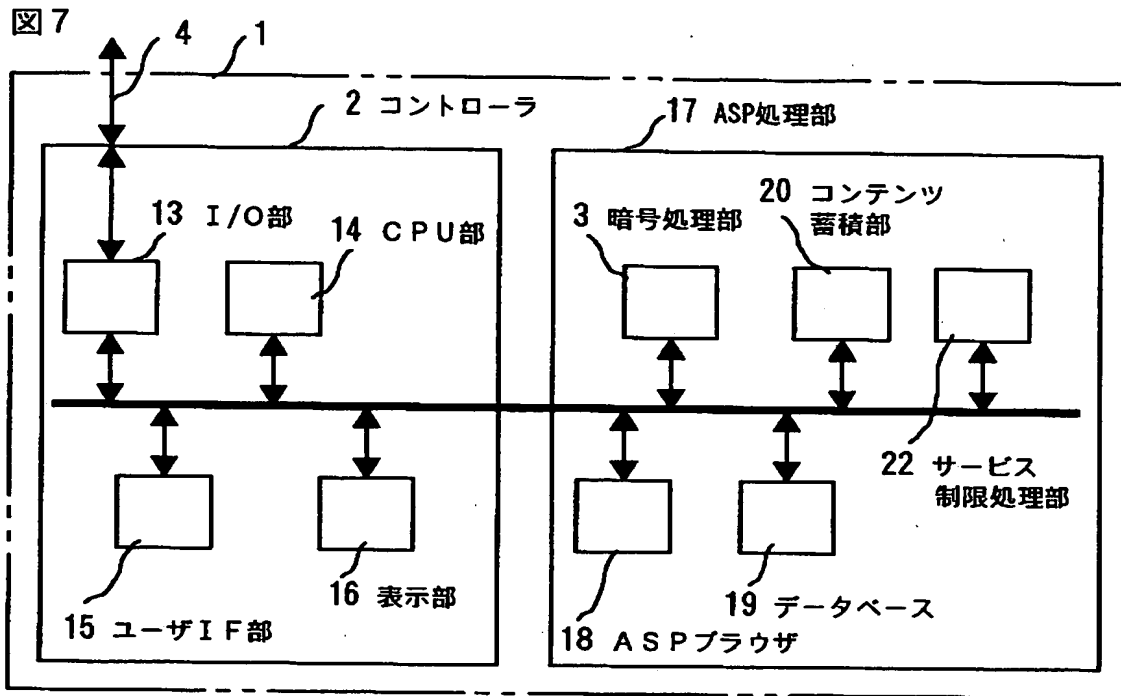 図7
4
1
2 コントローラ
17 ASP処理部
13 I/O部
14 CPU部
3 暗号処理部
20 コンテンツ
蓄積部
22 サービス
制限処理部
15 ユーザIF部
16 表示部
18 ASPブラウザ
19 データベース